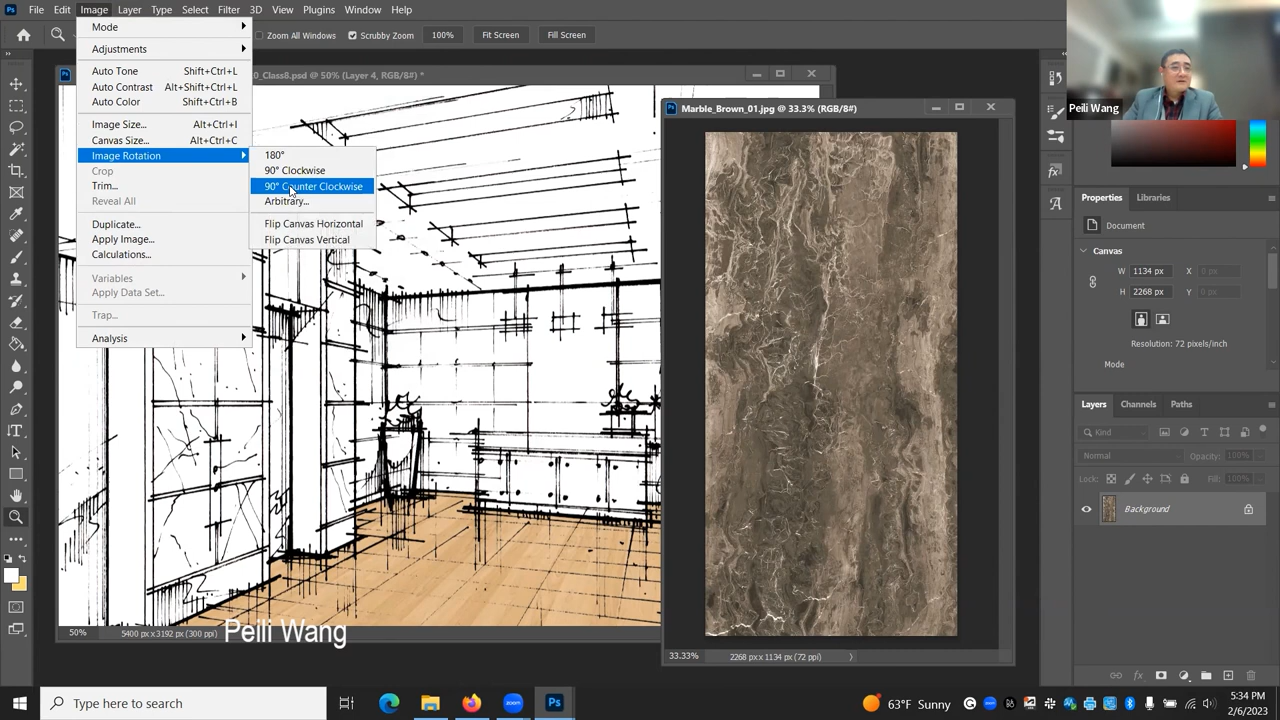 File Edit Image Layer Type Select Filter 3D View Plugins Window Help
All Windows Scrubby Zoom 100% Fit Screen Fill Screen
Mode
Adjustments
Auto Tone Shift+Ctrl+L
Auto Contrast Alt+Shift+Ctrl+L
Auto Color Shift+Ctrl+B
Image Size... Alt+Ctrl+I
Canvas Size... Alt+Ctrl+C
Image Rotation
Crop
Trim...
Reveal All
Duplicate...
Apply Image...
Calculations...
Variables
Apply Data Set...
Trap...
Analysis
180°
90° Clockwise
90° Counter Clockwise
Arbitrary...
Flip Canvas Horizontal
Flip Canvas Vertical
0_Class8.psd @ 50% (Layer 4, RGB/8#) *
50% 5400 px x 3192 px (300 ppi)
Peili Wang
Marble_Brown_01.jpg @ 33.3% (RGB/8#)
33.33% 2268 px x 1134 px (72 ppi)
Peili Wang
Properties Libraries
Document
Canvas
W 1134 px X 0 px
H 2268 px Y 0 px
Resolution: 72 pixels/inch
Mode
Layers Channels Paths
Kind
Normal Opacity: 100%
Lock: Fill: 100%
Background
Type here to search
63°F Sunny
5:34 PM
2/6/2023